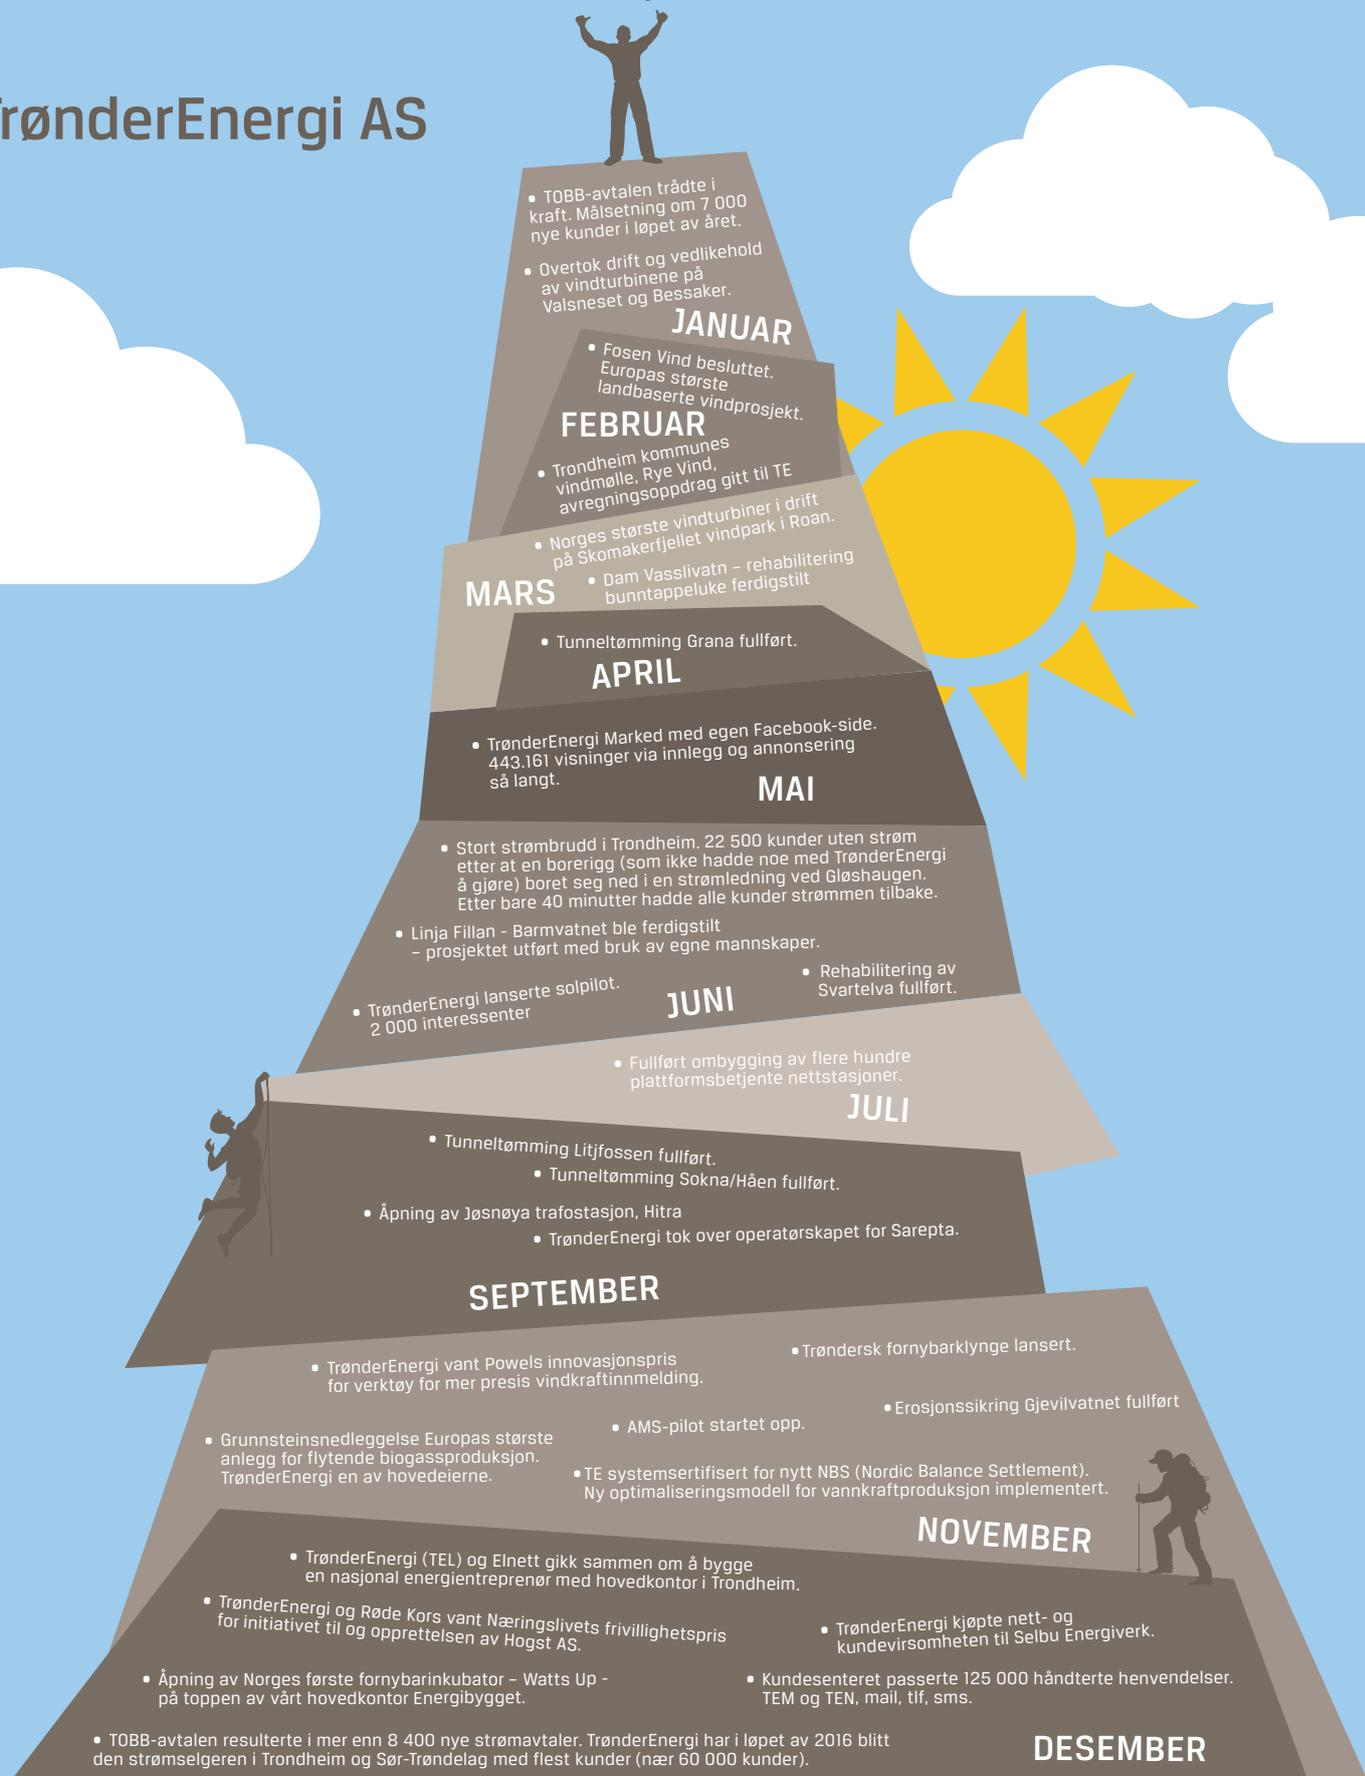 TrønderEnergi AS
• TOBB-avtalen trådte i
kraft. Målsetning om 7 000
nye kunder i løpet av året.
• Overtok drift og vedlikehold
av vindturbinene på
Valsneset og Bessaker.
JANUAR
• Fosen Vind besluttet.
Europas største
landbaserte vindprosjekt.
FEBRUAR
• Trondheim kommunes
vindmølle, Rye Vind,
avregningsoppdrag gitt til TE
• Norges største vindturbiner i drift
på Skomakerfjellet vindpark i Roan.
• Dam Vasslivatn – rehabilitering
bunntappeluke ferdigstilt
MARS
• Tunneltømming Grana fullført.
APRIL
• TrønderEnergi Marked med egen Facebook-side.
443.161 visninger via innlegg og annonsering
så langt.
MAI
• Stort strømbrudd i Trondheim. 22 500 kunder uten strøm
etter at en borerigg (som ikke hadde noe med TrønderEnergi
å gjøre) boret seg ned i en strømledning ved Gløshaugen.
Etter bare 40 minutter hadde alle kunder strømmen tilbake.
• Linja Fillan - Barmvatnet ble ferdigstilt
– prosjektet utført med bruk av egne mannskaper.
• Rehabilitering av
Svartelva fullført.
• TrønderEnergi lanserte solpilot.
2 000 interessenter
JUNI
• Fullført ombygging av flere hundre
plattformsbetjente nettstasjoner.
JULI
• Tunneltømming Litjfossen fullført.
• Tunneltømming Sokna/Håen fullført.
• Åpning av Jøsnøya trafostasjon, Hitra
• TrønderEnergi tok over operatørskapet for Sarepta.
SEPTEMBER
• TrønderEnergi vant Powels innovasjonspris
for verktøy for mer presis vindkraftinnmelding.
• Trøndersk fornybarklynge lansert.
• Erosjonssikring Gjevilvatnet fullført
• AMS-pilot startet opp.
• Grunnsteinsnedleggelse Europas største
anlegg for flytende biogassproduksjon.
TrønderEnergi en av hovedeierne.
• TE systemsertifisert for nytt NBS (Nordic Balance Settlement).
Ny optimaliseringsmodell for vannkraftproduksjon implementert.
NOVEMBER
• TrønderEnergi (TEL) og Elnett gikk sammen om å bygge
en nasjonal energientreprenør med hovedkontor i Trondheim.
• TrønderEnergi og Røde Kors vant Næringslivets frivillighetspris
for initiativet til og opprettelsen av Hogst AS.
• TrønderEnergi kjøpte nett- og
kundevirsomheten til Selbu Energiverk.
• Åpning av Norges første fornybarinkubator – Watts Up -
på toppen av vårt hovedkontor Energibygget.
• Kundesenteret passerte 125 000 håndterte henvendelser.
TEM og TEN, mail, tlf, sms.
• TOBB-avtalen resulterte i mer enn 8 400 nye strømavtaler. TrønderEnergi har i løpet av 2016 blitt
den strømselgeren i Trondheim og Sør-Trøndelag med flest kunder (nær 60 000 kunder).
DESEMBER